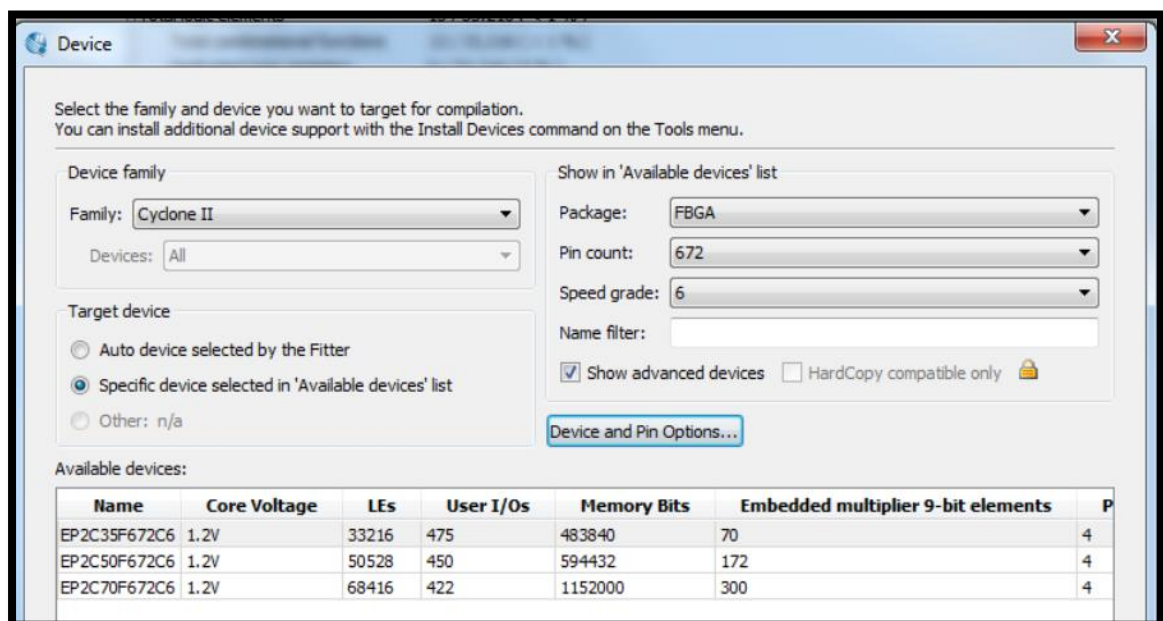 Device
Select the family and device you want to target for compilation.
You can install additional device support with the Install Devices command on the Tools menu.
Device family
Family: Cyclone II
Devices: All
Target device
Auto device selected by the Fitter
Specific device selected in 'Available devices' list
Other: n/a
Show in 'Available devices' list
Package: FBGA
Pin count: 672
Speed grade: 6
Name filter:
Show advanced devices HardCopy compatible only
Device and Pin Options...
Available devices:
Name Core Voltage LEs User I/Os Memory Bits Embedded multiplier 9-bit elements P
EP2C35F672C6 1.2V 33216 475 483840 70 4
EP2C50F672C6 1.2V 50528 450 594432 172 4
EP2C70F672C6 1.2V 68416 422 1152000 300 4